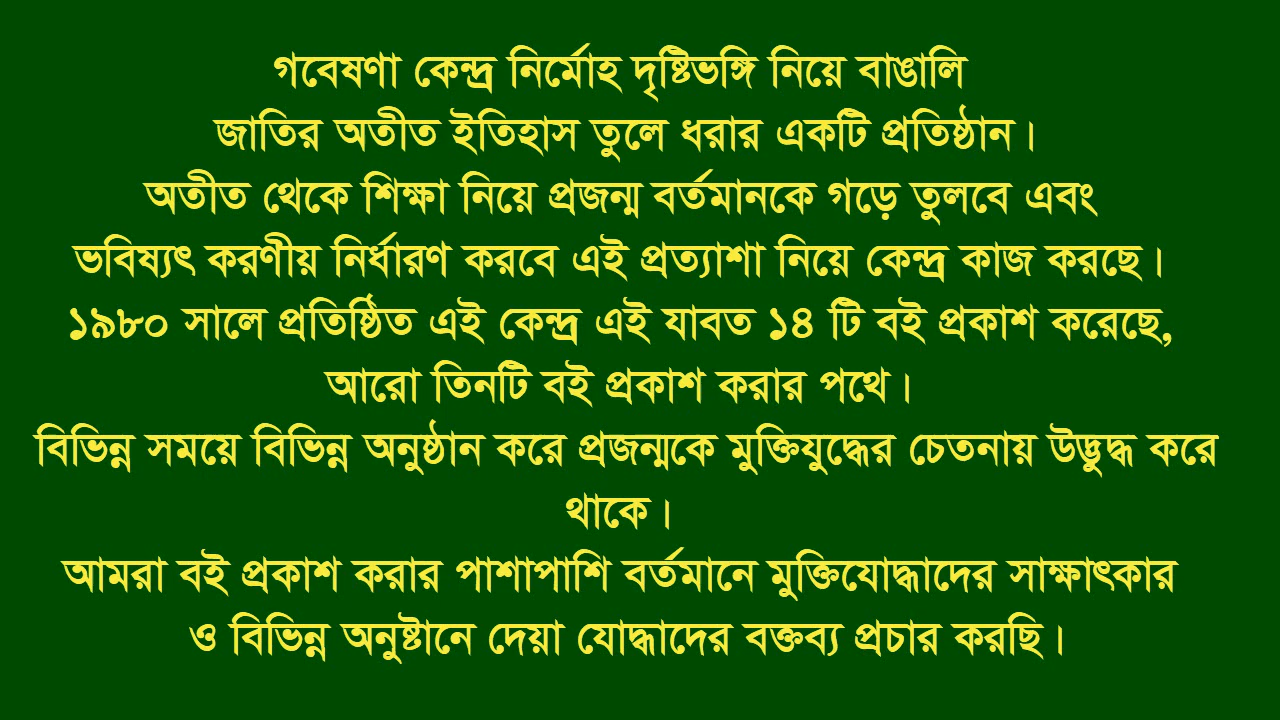 গবেষণা কেন্দ্র নির্মোহ দৃষ্টিভঙ্গি নিয়ে বাঙালি
জাতির অতীত ইতিহাস তুলে ধরার একটি প্রতিষ্ঠান।
অতীত থেকে শিক্ষা নিয়ে প্রজন্ম বর্তমানকে গড়ে তুলবে এবং
ভবিষ্যৎ করণীয় নির্ধারণ করবে এই প্রত্যাশা নিয়ে কেন্দ্র কাজ করছে।
১৯৮০ সালে প্রতিষ্ঠিত এই কেন্দ্র এই যাবত ১৪ টি বই প্রকাশ করেছে,
আরো তিনটি বই প্রকাশ করার পথে।
বিভিন্ন সময়ে বিভিন্ন অনুষ্ঠান করে প্রজন্মকে মুক্তিযুদ্ধের চেতনায় উদ্ভুদ্ধ করে
থাকে।
আমরা বই প্রকাশ করার পাশাপাশি বর্তমানে মুক্তিযোদ্ধাদের সাক্ষাৎকার
ও বিভিন্ন অনুষ্টানে দেয়া যোদ্ধাদের বক্তব্য প্রচার করছি।